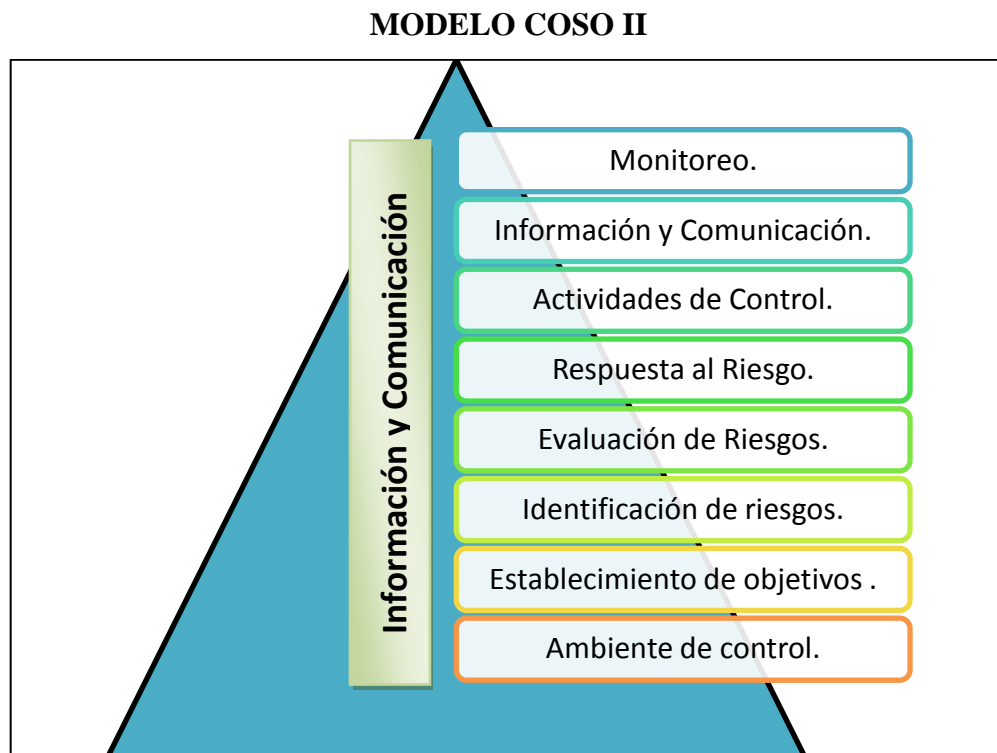 MODELO COSO II
Información y Comunicación
Monitoreo.
Información y Comunicación.
Actividades de Control.
Respuesta al Riesgo.
Evaluación de Riesgos.
Identificación de riesgos.
Establecimiento de objetivos .
Ambiente de control.